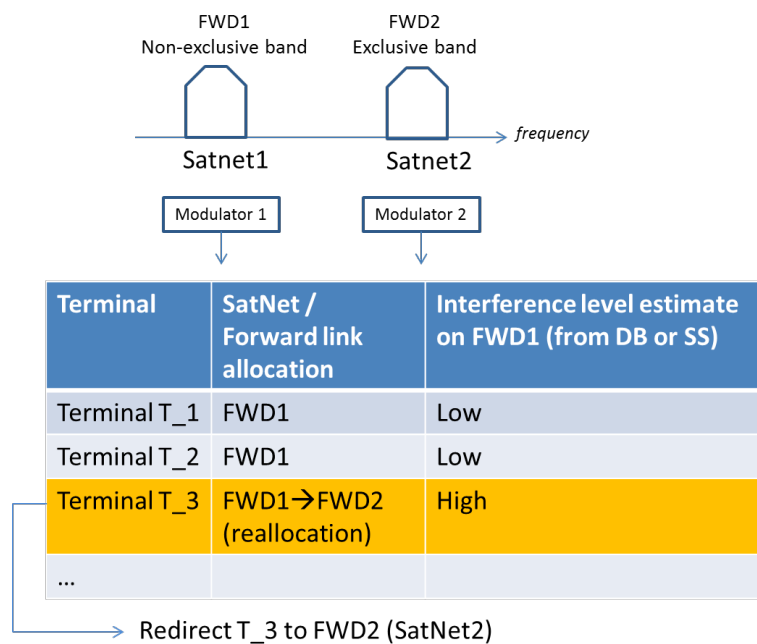 FWD1
Non-exclusive band
FWD2
Exclusive band
frequency
Satnet1
Satnet2
Modulator 1
Modulator 2
Terminal
SatNet /
Forward link
allocation
Interference level estimate
on FWD1 (from DB or SS)
Terminal T_1
FWD1
Low
Terminal T_2
FWD1
Low
Terminal T_3
FWD1→FWD2
(reallocation)
High
...
Redirect T_3 to FWD2 (SatNet2)